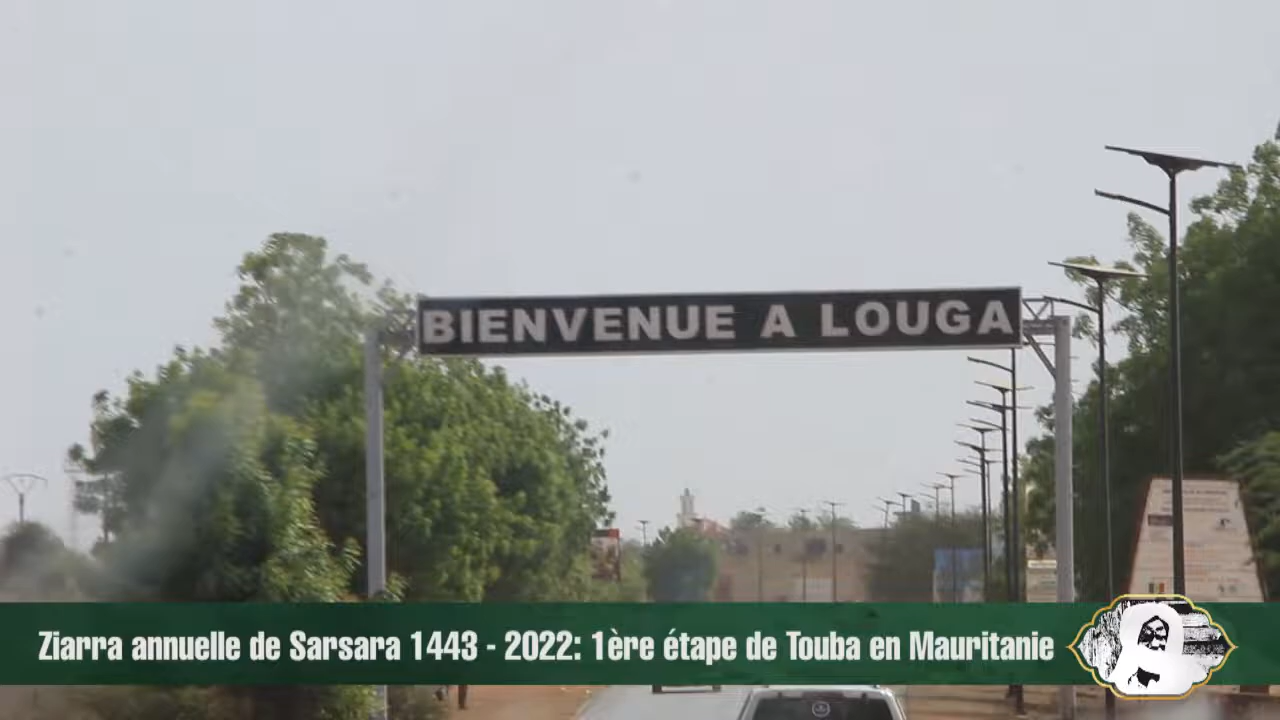 BIENVENUE A LOUGA
Ziarra annuelle de Sarsara 1443 - 2022: 1ère étape de Touba en Mauritanie